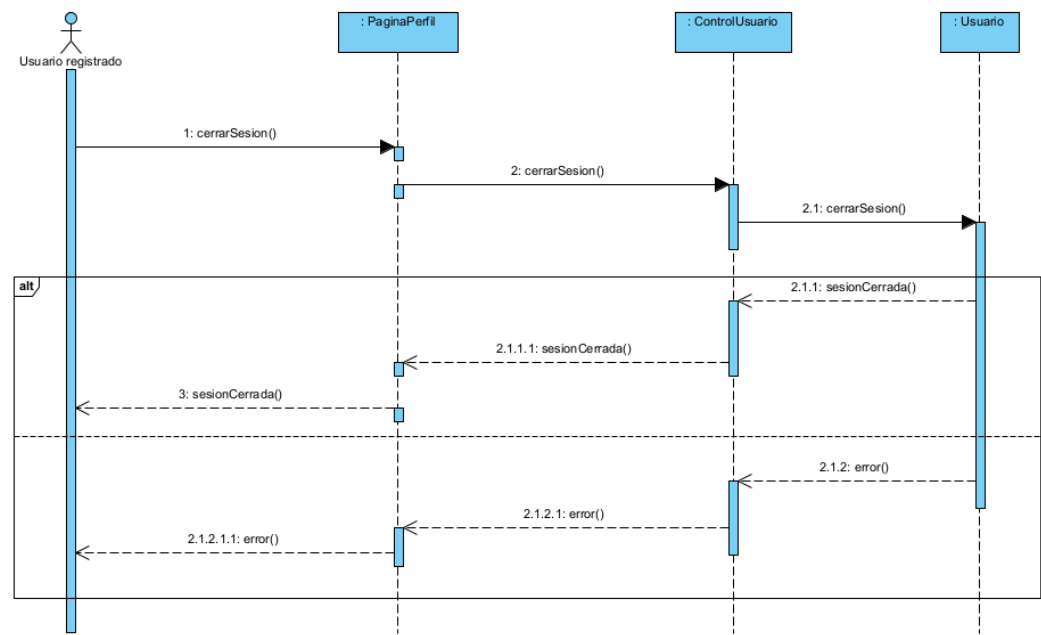 : PaginaPerfil
: ControlUsuario
: Usuario
Usuario registrado
1: cerrarSesion()
2: cerrarSesion()
2.1: cerrarSesion()
alt
2.1.1: sesionCerrada()
2.1.1.1: sesionCerrada()
3: sesionCerrada()
2.1.2: error()
2.1.2.1: error()
2.1.2.1.1: error()